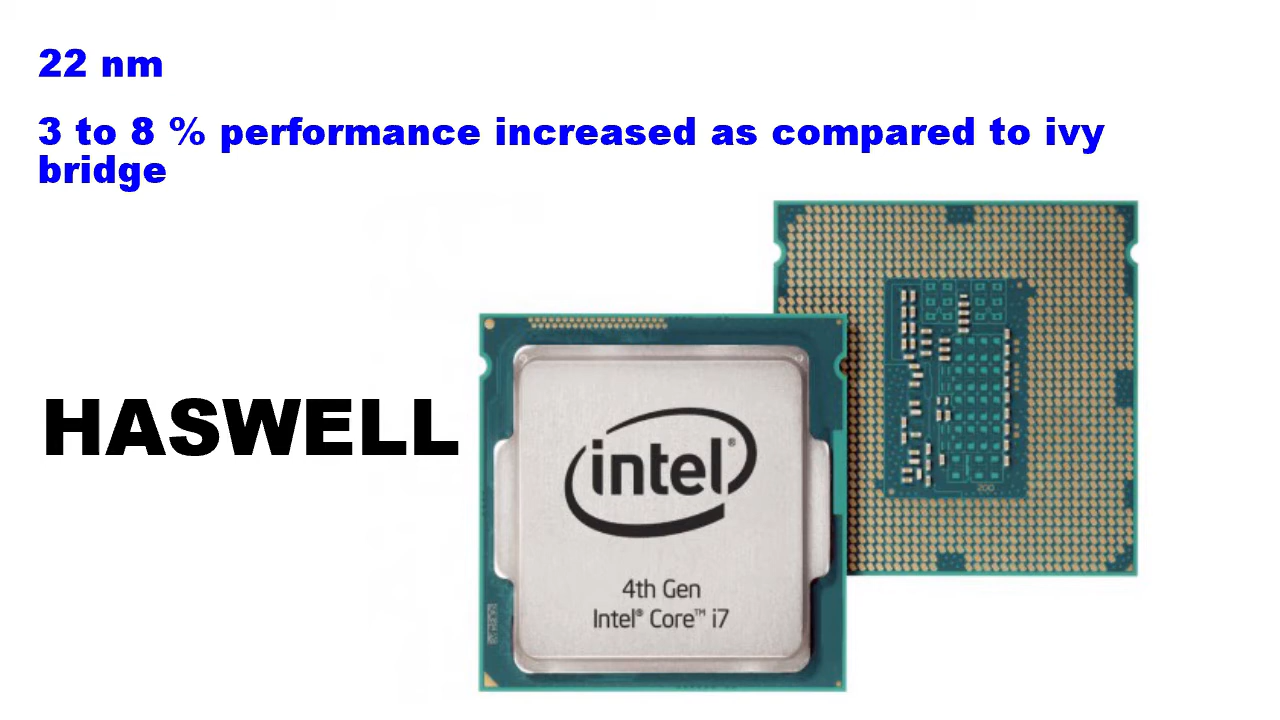 22 nm
3 to 8 % performance increased as compared to ivy
bridge
HASWELL
intel®
4th Gen
Intel® Core™ i7